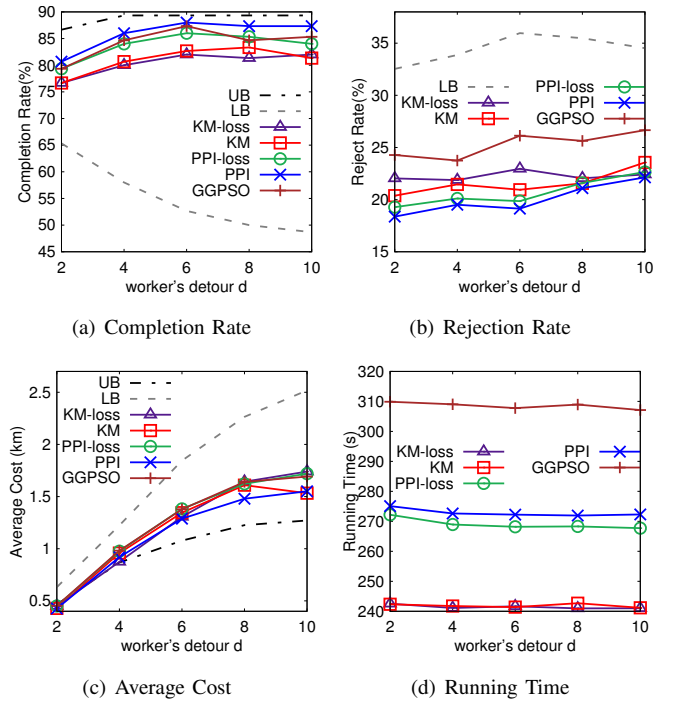 90
85
80
75
70
65
60
55
50
45
Completion Rate(%)
UB
LB
KM-loss
KM
PPI-loss
PPI
GGPSO
2 4 6 8 10
worker's detour d
(a) Completion Rate
35
30
25
20
15
Reject Rate(%)
LB
KM-loss
KM
PPI-loss
PPI
GGPSO
2 4 6 8 10
worker's detour d
(b) Rejection Rate
2.5
2
1.5
1
0.5
Average Cost (km)
UB
LB
KM-loss
KM
PPI-loss
PPI
GGPSO
2 4 6 8 10
worker's detour d
(c) Average Cost
320
310
300
290
280
270
260
250
240
Running Time (s)
KM-loss
KM
PPI-loss
PPI
GGPSO
2 4 6 8 10
worker's detour d
(d) Running Time